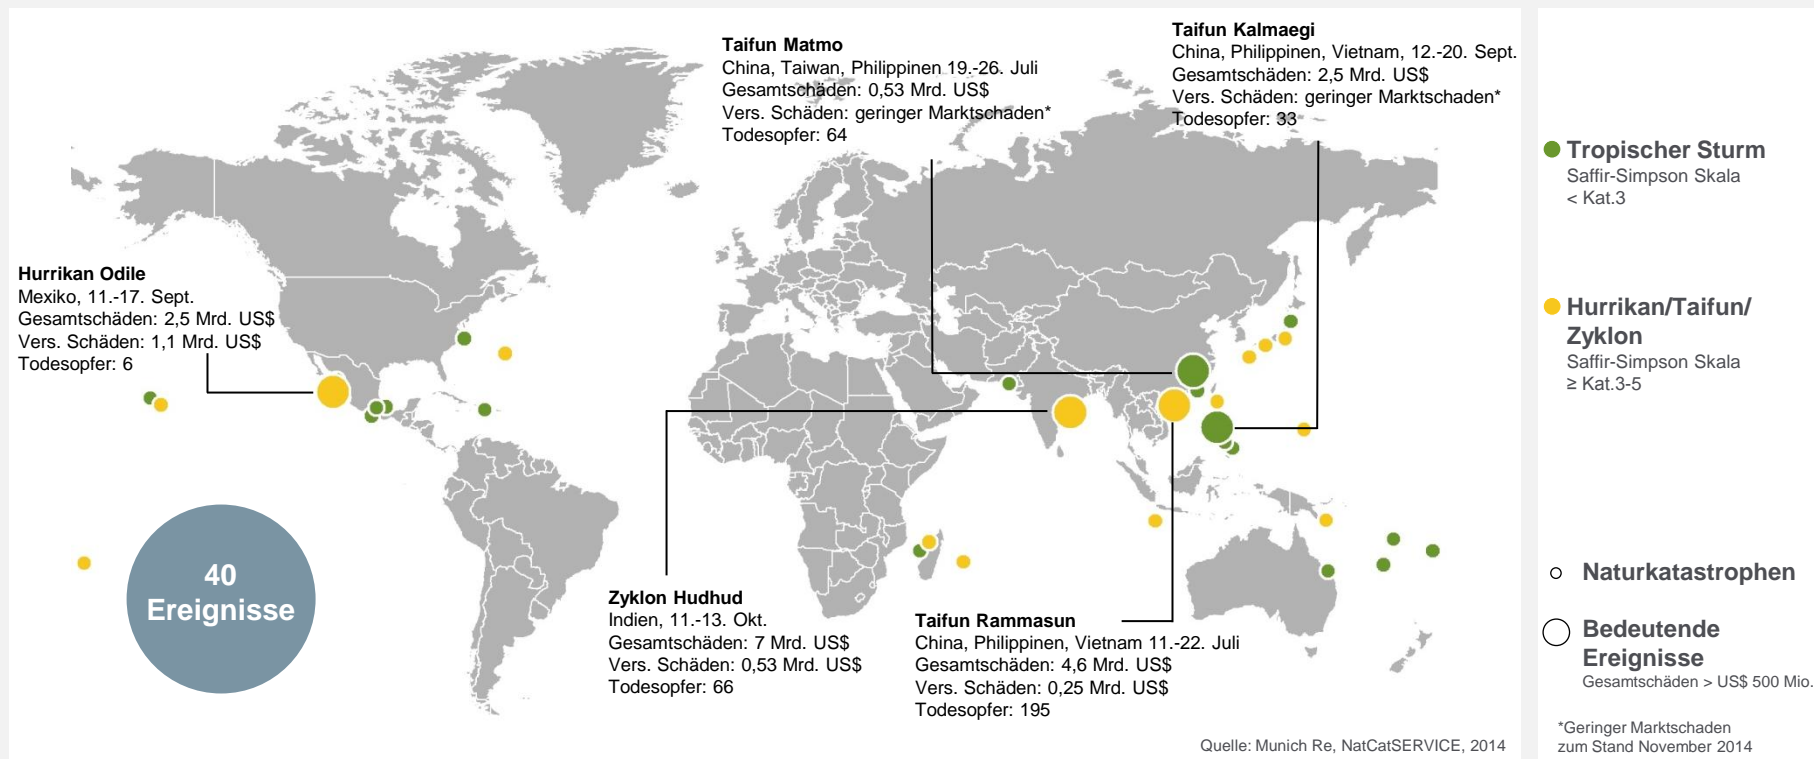 Taifun Matmo
China, Taiwan, Philippinen 19.-26. Juli
Gesamtschäden: 0,53 Mrd. US$
Vers. Schäden: geringer Marktschaden*
Todesopfer: 64
Taifun Kalmaegi
China, Philippinen, Vietnam, 12.-20. Sept.
Gesamtschäden: 2,5 Mrd. US$
Vers. Schäden: geringer Marktschaden*
Todesopfer: 33
Hurrikan Odile
Mexiko, 11.-17. Sept.
Gesamtschäden: 2,5 Mrd. US$
Vers. Schäden: 1,1 Mrd. US$
Todesopfer: 6
40
Ereignisse
Zyklon Hudhud
Indien, 11.-13. Okt.
Gesamtschäden: 7 Mrd. US$
Vers. Schäden: 0,53 Mrd. US$
Todesopfer: 66
Taifun Rammasun
China, Philippinen, Vietnam 11.-22. Juli
Gesamtschäden: 4,6 Mrd. US$
Vers. Schäden: 0,25 Mrd. US$
Todesopfer: 195
Quelle: Munich Re, NatCatSERVICE, 2014
Tropischer Sturm
Saffir-Simpson Skala
< Kat.3
Hurrikan/Taifun/
Zyklon
Saffir-Simpson Skala
≥ Kat.3-5
Naturkatastrophen
Bedeutende
Ereignisse
Gesamtschäden > US$ 500 Mio.
*Geringer Marktschaden
zum Stand November 2014